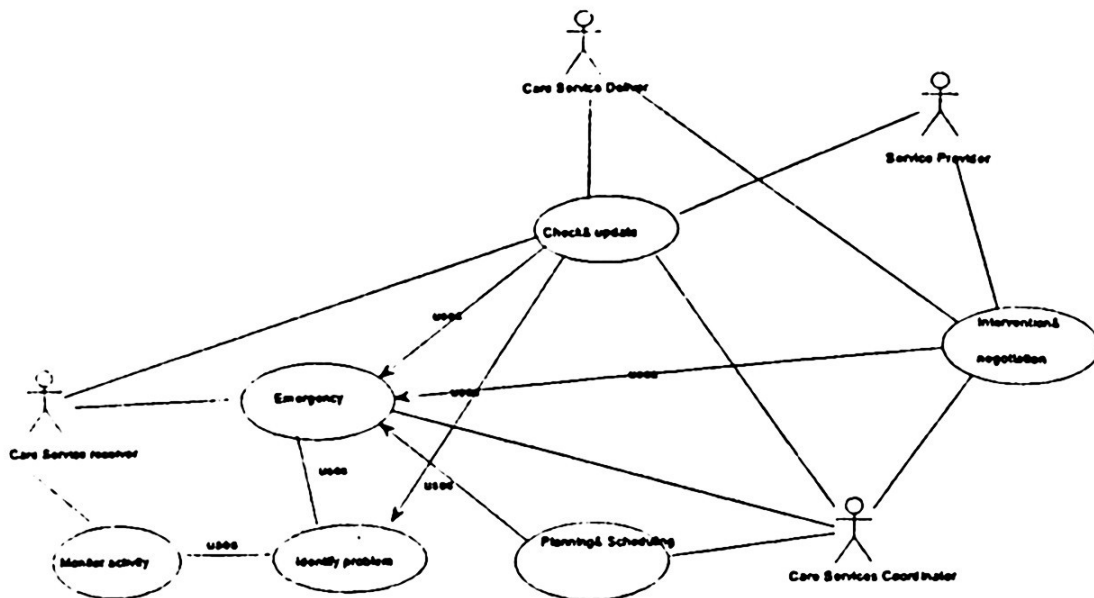 Care Service Deliver
Service Provider
Check& update
Intervention&
negotiation
uses
uses
uses
Emergency
Care Service receiver
uses
uses
Planning& Scheduling
uses
Monitor activity
Identify problem
Care Services Coordinator